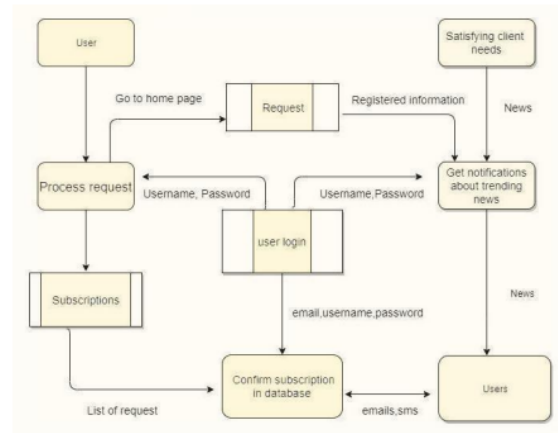 User
Satisfying client
needs
Go to home page
Request
Registered information
News
Process request
Username, Password
Username,Password
Get notifications
about trending
news
user login
Subscriptions
News
email,username,password
Confirm subscription
in database
Users
List of request
emails,sms